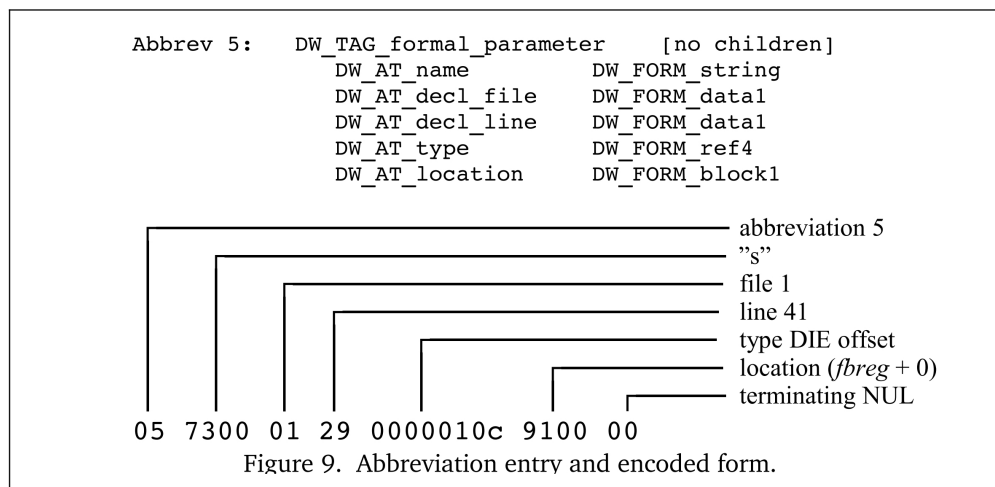 Abbrev 5: DW_TAG_formal_parameter [no children]
DW_AT_name DW_FORM_string
DW_AT_decl_file DW_FORM_data1
DW_AT_decl_line DW_FORM_data1
DW_AT_type DW_FORM_ref4
DW_AT_location DW_FORM_block1
abbreviation 5
”s”
file 1
line 41
type DIE offset
location (fbreg + 0)
terminating NUL
05 7300 01 29 0000010c 9100 00
Figure 9. Abbreviation entry and encoded form.